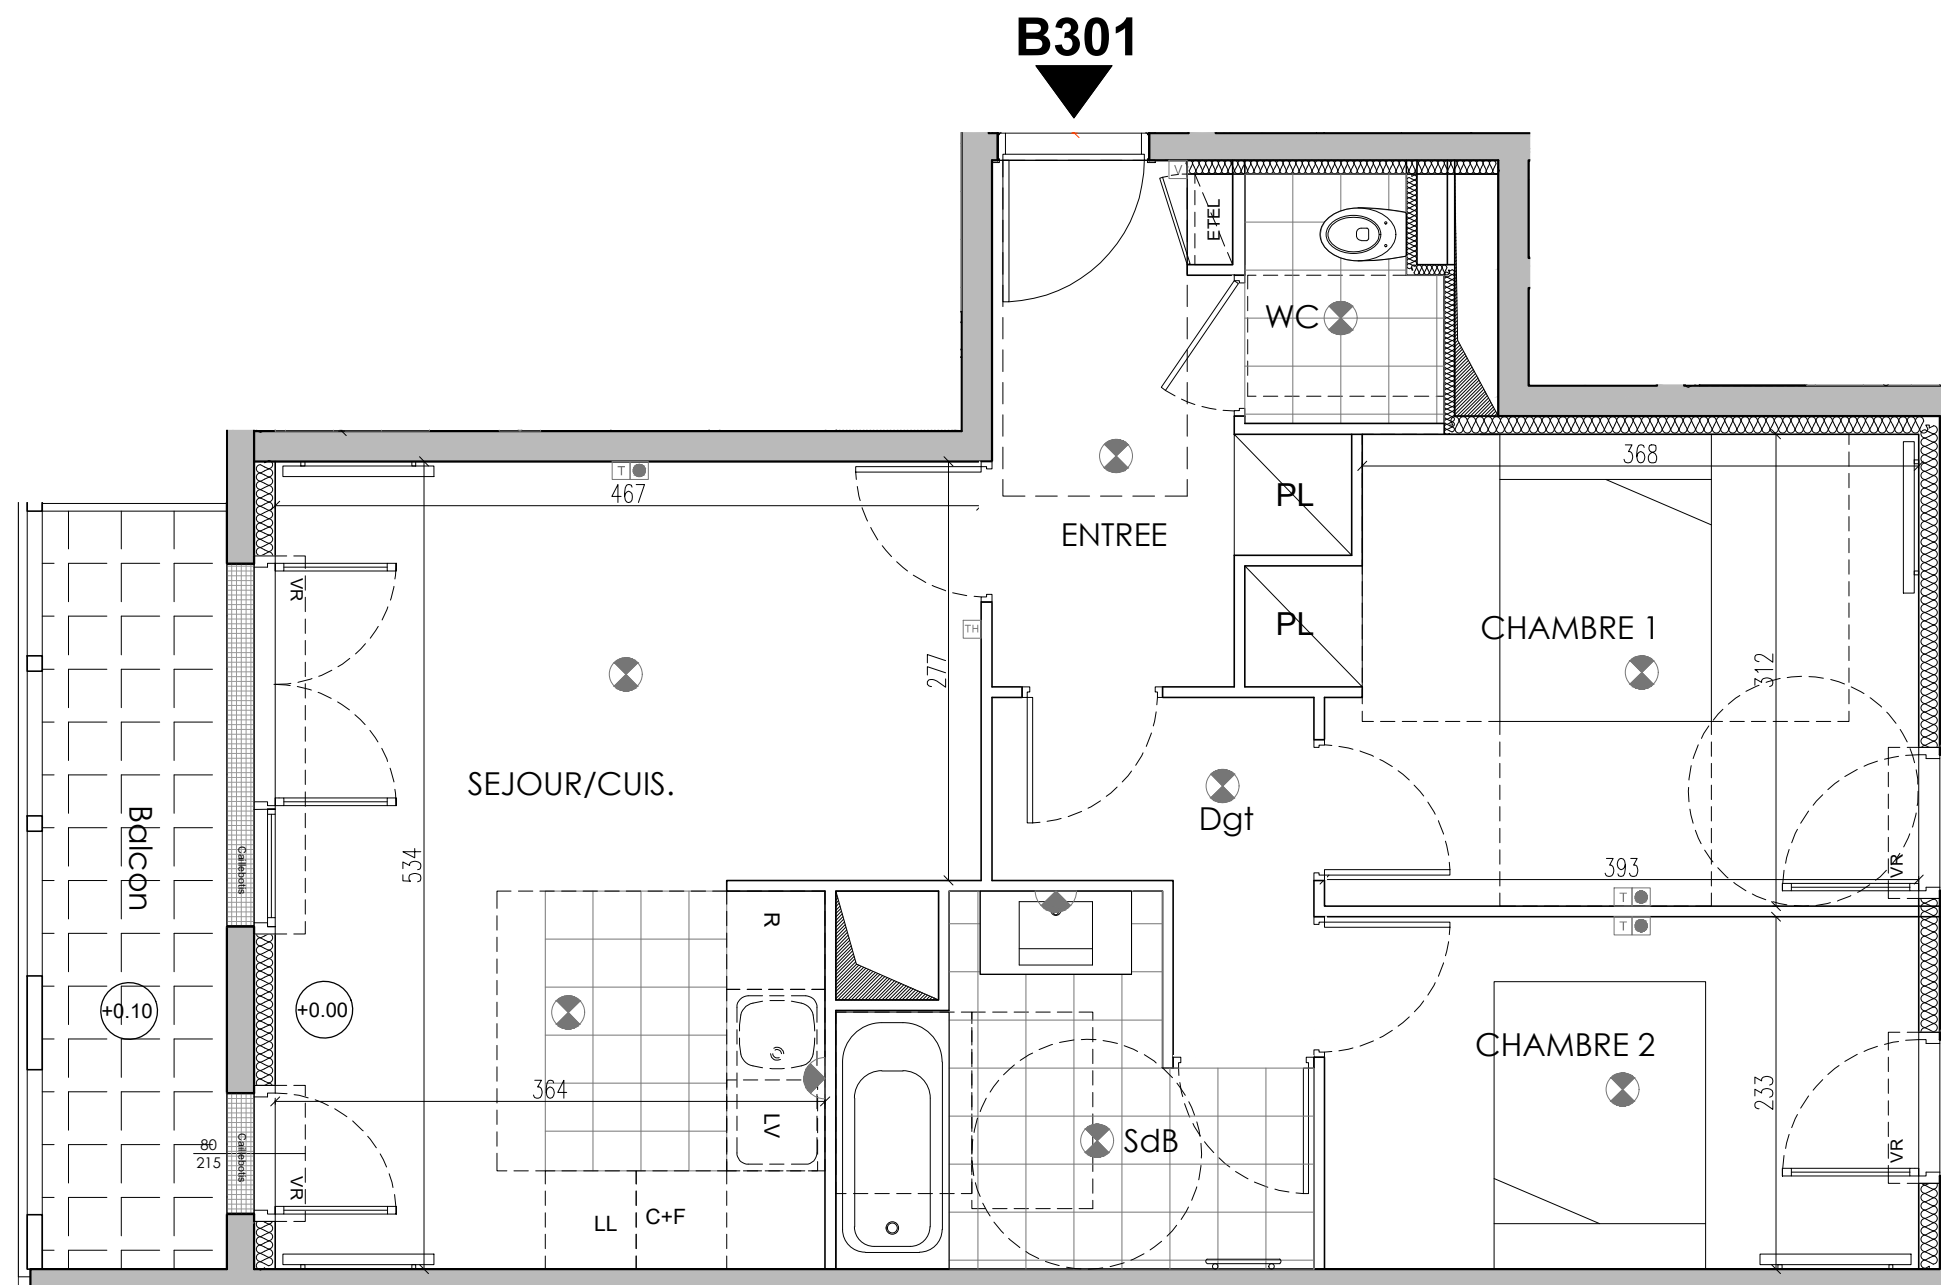 B301
V
ETEL
WC
T
467
368
PL
ENTREE
VR
TH
PL
CHAMBRE 1
277
312
SEJOUR/CUIS.
Dgt
Balcon
Caillebotis
534
393
VR
T
T
R
+0.10
+0.00
CHAMBRE 2
364
233
LV
SdB
80
215
Caillebotis
VR
VR
LL
C+F